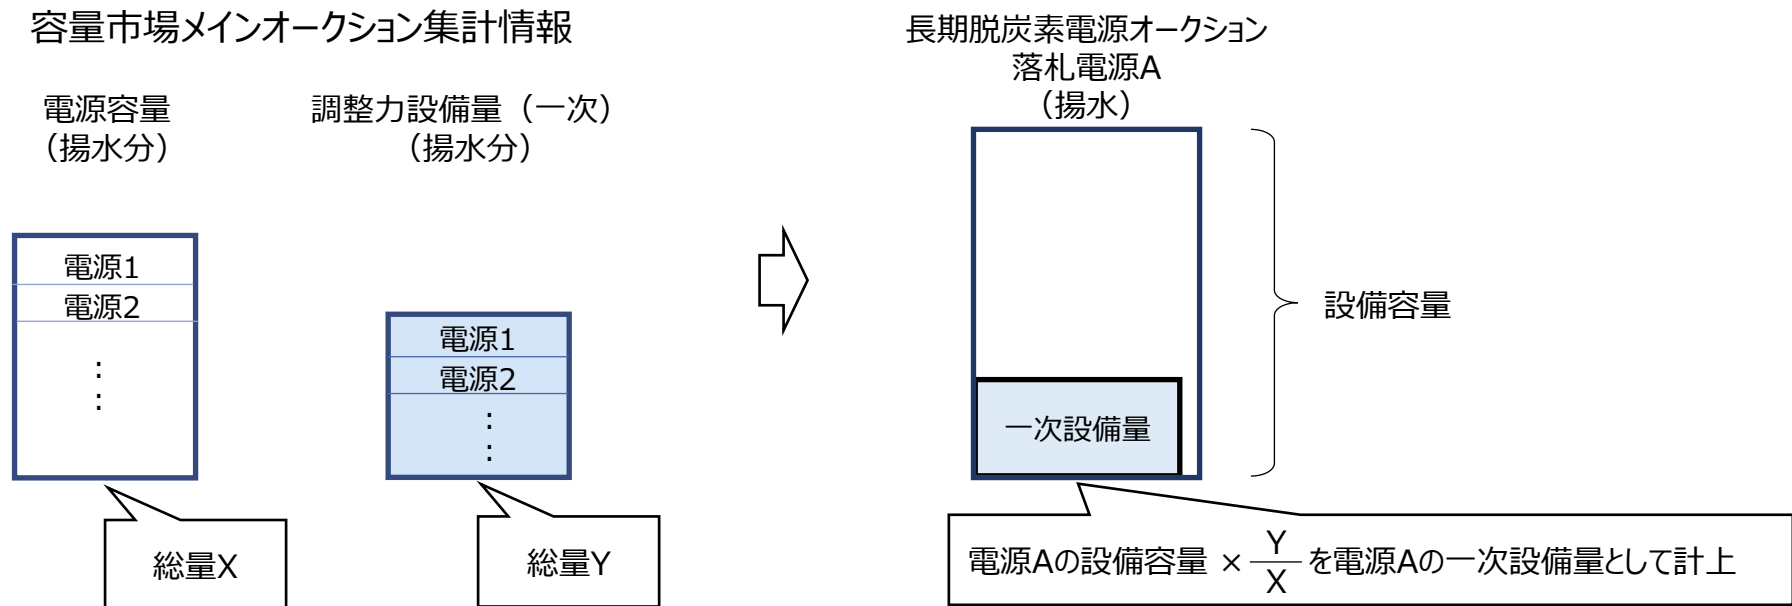 容量市場メインオークション集計情報
電源容量
（揚水分）
調整力設備量（一次）
（揚水分）
電源1
電源2
：
：
電源1
電源2
：
：
総量X
総量Y
長期脱炭素電源オークション
落札電源A
（揚水）
設備容量
一次設備量
電源Aの設備容量 × Y/X を電源Aの一次設備量として計上